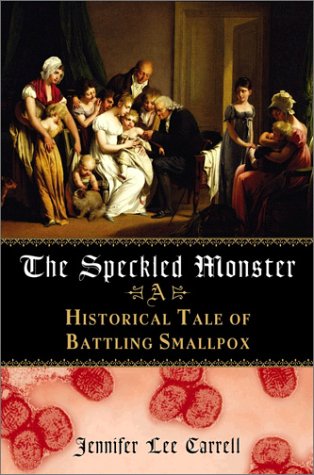 The Speckled Monster
A
Historical Tale of
Battling Smallpox
Jennifer Lee Carrell